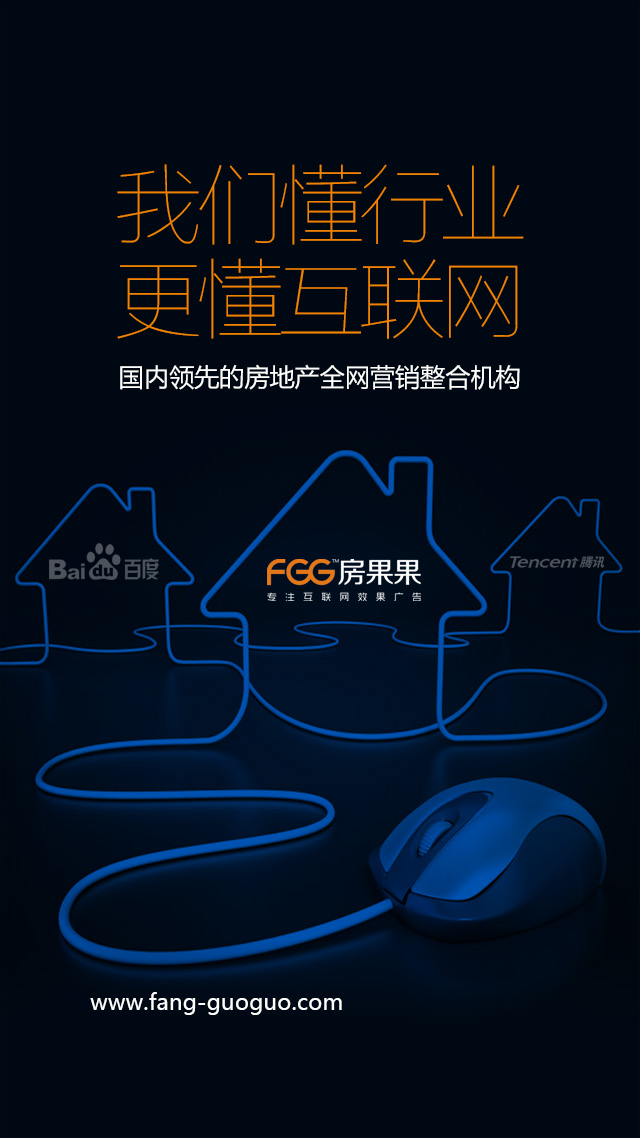 我们懂行业
更懂互联网
国内领先的房地产全网营销整合机构
Baidu百度
FGG™房果果
专注互联网效果广告
Tencent腾讯
www.fang-guoguo.com